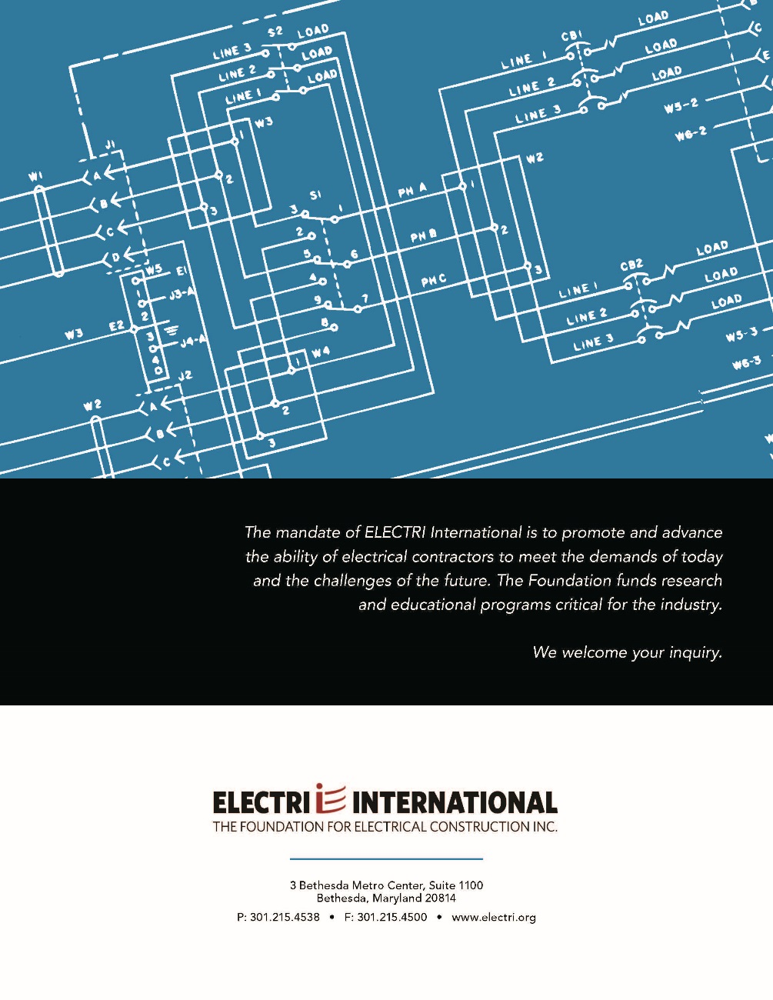 S2
LOAD
LINE 3
LOAD
LINE 2
LOAD
LINE 1
W3
J1
W1
A
B
C
D
1
2
3
S1
3
1
2
5
6
4
9
7
8
PH A
PH B
PH C
CB1
LOAD
LINE 1
LOAD
LINE 2
LOAD
LINE 3
B
C
E
W5-2
W6-2
W2
1
2
3
CB2
LOAD
LINE 1
LOAD
LINE 2
LOAD
LINE 3
W5-3
W6-3
W5
E1
J3-A
2
E2
3
J4-A
4
W3
J2
W2
A
B
C
W4
1
2
3
The mandate of ELECTRI International is to promote and advance
the ability of electrical contractors to meet the demands of today
and the challenges of the future. The Foundation funds research
and educational programs critical for the industry.
We welcome your inquiry.
ELECTRI iE INTERNATIONAL
THE FOUNDATION FOR ELECTRICAL CONSTRUCTION INC.
3 Bethesda Metro Center, Suite 1100
Bethesda, Maryland 20814
P: 301.215.4538 • F: 301.215.4500 • www.electri.org